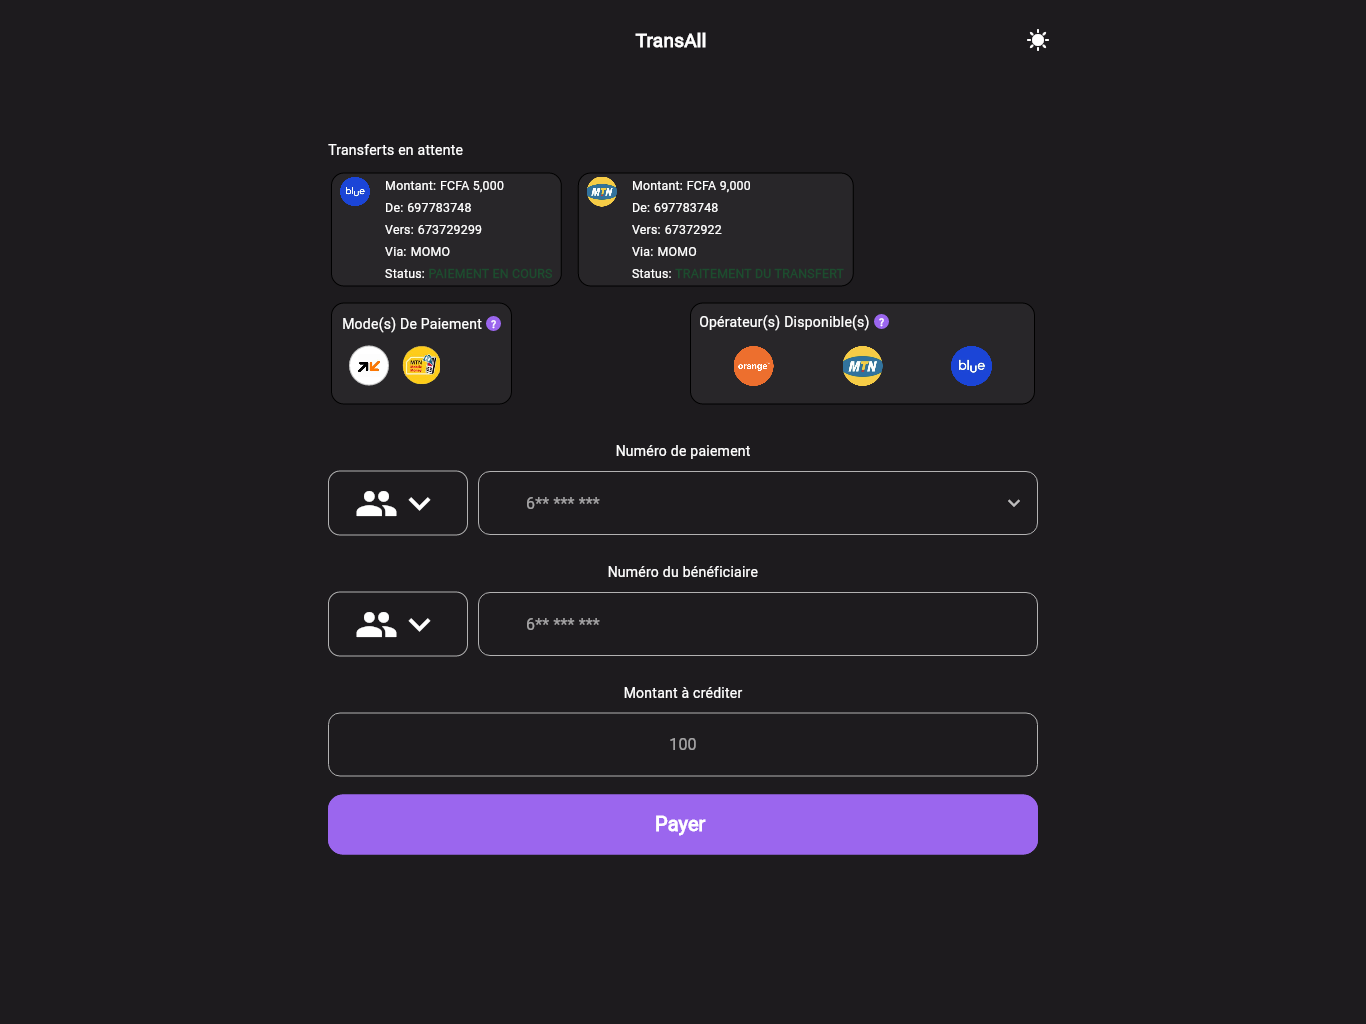 TransAll
Transferts en attente
blue
Montant: FCFA 5,000
De: 697783748
Vers: 673729299
Via: MOMO
Status: PAIEMENT EN COURS
MTN
Montant: FCFA 9,000
De: 697783748
Vers: 67372922
Via: MOMO
Status: TRAITEMENT DU TRANSFERT
Mode(s) De Paiement ?
MTN
Opérateur(s) Disponible(s) ?
orange
MTN
blue
Numéro de paiement
6** *** ***
Numéro du bénéficiaire
6** *** ***
Montant à créditer
100
Payer